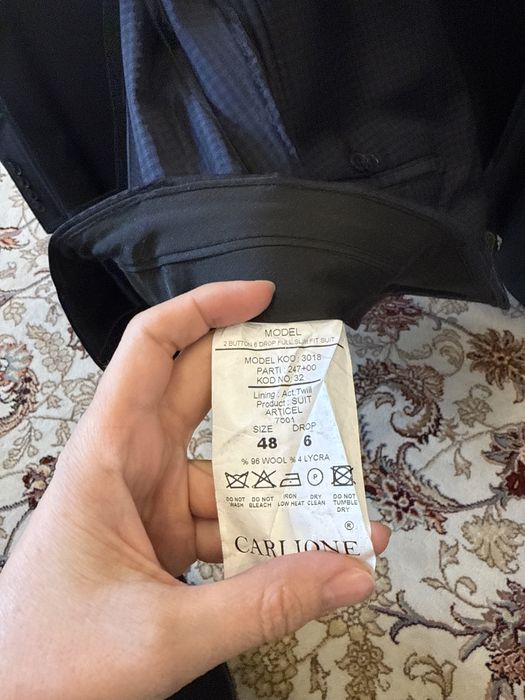 MODEL
2 BUTTON 6 DROP FULL SLIM FIT SUIT
MODEL KOD: 3018
PARTI : 247+00
KOD NO: 32
Lining : Act.Twill
Product : SUIT
ARTICEL
7001
SIZE DROP
48 6
% 96 WOOL % 4 LYCRA
P
DO NOT WASH DO NOT BLEACH IRON LOW HEAT DRY CLEAN DO NOT TUMBLE DRY
®
CARLIONE